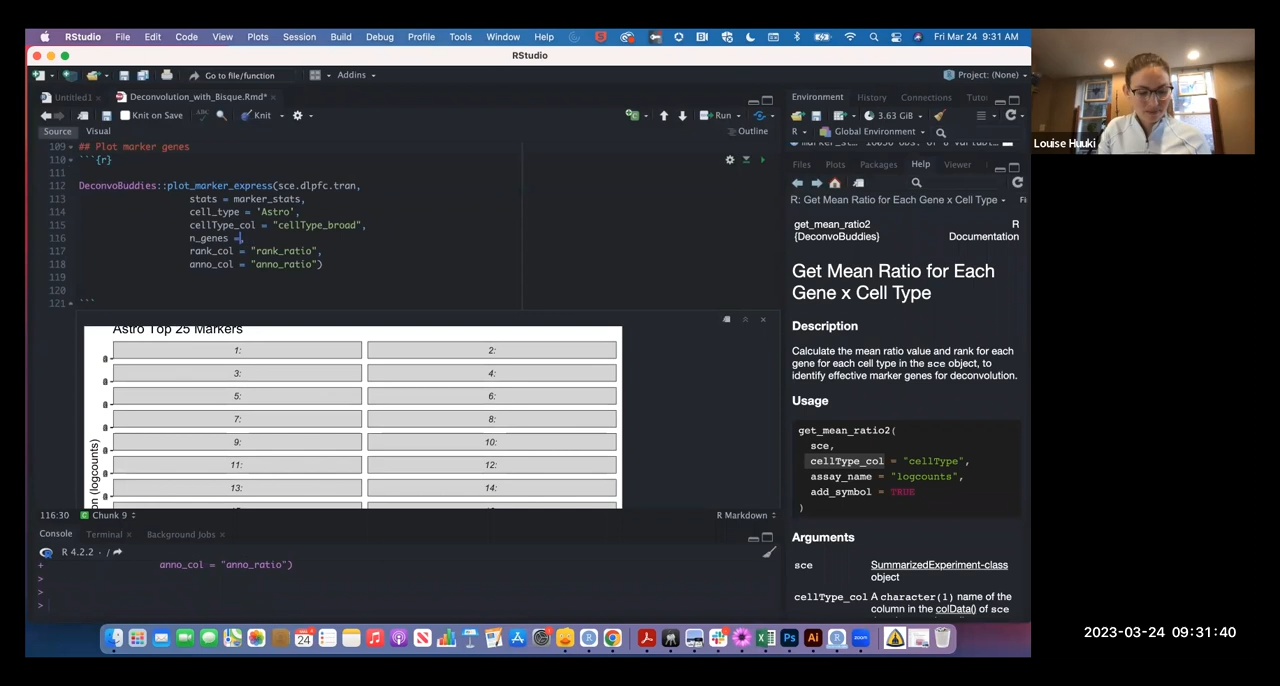 RStudio File Edit Code View Plots Session Build Debug Profile Tools Window Help Fri Mar 24 9:31 AM
RStudio
Go to file/function Addins Project: (None)
Untitled1 Deconvolution_with_Bisque.Rmd*
Knit on Save ABC Knit Run
Source Visual Outline
109 ## Plot marker genes
110 ```{r}
111
112 DeconvoBuddies::plot_marker_express(sce.dlpfc.tran,
113 stats = marker_stats,
114 cell_type = 'Astro',
115 cellType_col = "cellType_broad",
116 n_genes =,
117 rank_col = "rank_ratio",
118 anno_col = "anno_ratio")
119
120
121 ```
Astro Top 25 Markers
1: 2:
3: 4:
5: 6:
7: 8:
9: 10:
11: 12:
13: 14:
on (logcounts)
116:30 Chunk 9 R Markdown
Console Terminal Background Jobs
R 4.2.2 · /
+ anno_col = "anno_ratio")
>
>
>
Environment History Connections Tuto
3.63 GiB
R Global Environment
Files Plots Packages Help Viewer
R: Get Mean Ratio for Each Gene x Cell Type Fi
get_mean_ratio2 R
{DeconvoBuddies} Documentation
Get Mean Ratio for Each
Gene x Cell Type
Description
Calculate the mean ratio value and rank for each
gene for each cell type in the sce object, to
identify effective marker genes for deconvolution.
Usage
get_mean_ratio2(
sce,
cellType_col = "cellType",
assay_name = "logcounts",
add_symbol = TRUE
)
Arguments
sce SummarizedExperiment-class
object
cellType_col A character(1) name of the
column in the colData() of sce
Louise Huuki
2023-03-24 09:31:40